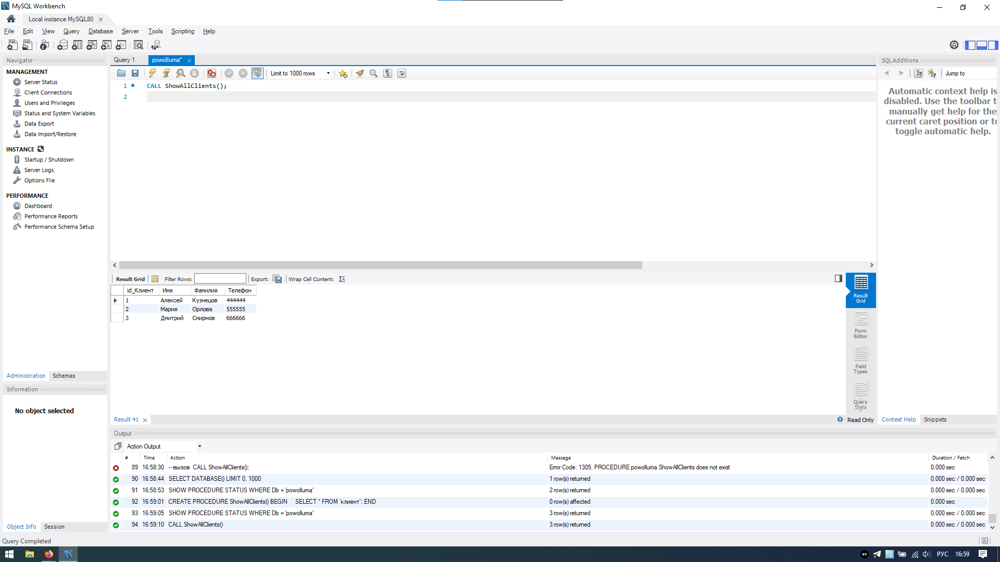 MySQL Workbench
Local instance MySQL80
File Edit View Query Database Server Tools Scripting Help
Navigator
MANAGEMENT
Server Status
Client Connections
Users and Privileges
Status and System Variables
Data Export
Data Import/Restore
INSTANCE
Startup / Shutdown
Server Logs
Options File
PERFORMANCE
Dashboard
Performance Reports
Performance Schema Setup
Administration Schemas
Information
No object selected
Object Info Session
Query Completed
Query 1 powolluma*
Limit to 1000 rows
1 CALL ShowAllClients();
2
Result Grid Filter Rows: Export: Wrap Cell Content:
id_Клиент Имя Фамилия Телефон
1 Алексей Кузнецов 444444
2 Мария Орлова 555555
3 Дмитрий Смирнов 666666
Result Grid
Form Editor
Field Types
Query Stats
Result 41
Read Only
SQLAdditions
Jump to
Automatic context help is
disabled. Use the toolbar t
manually get help for the
current caret position or to
toggle automatic help.
Context Help Snippets
Output
Action Output
# Time Action Message Duration / Fetch
89 16:58:30 -- вызов CALL ShowAllClients(); Error Code: 1305. PROCEDURE powolluma.ShowAllClients does not exist 0.000 sec
90 16:58:44 SELECT DATABASE() LIMIT 0, 1000 1 row(s) returned 0.000 sec / 0.000 sec
91 16:58:53 SHOW PROCEDURE STATUS WHERE Db = 'powolluma' 2 row(s) returned 0.000 sec / 0.000 sec
92 16:59:01 CREATE PROCEDURE ShowAllClients() BEGIN SELECT * FROM `клиент`; END 0 row(s) affected 0.000 sec
93 16:59:05 SHOW PROCEDURE STATUS WHERE Db = 'powolluma' 3 row(s) returned 0.000 sec / 0.000 sec
94 16:59:10 CALL ShowAllClients() 3 row(s) returned 0.000 sec / 0.000 sec
РУС 16:59